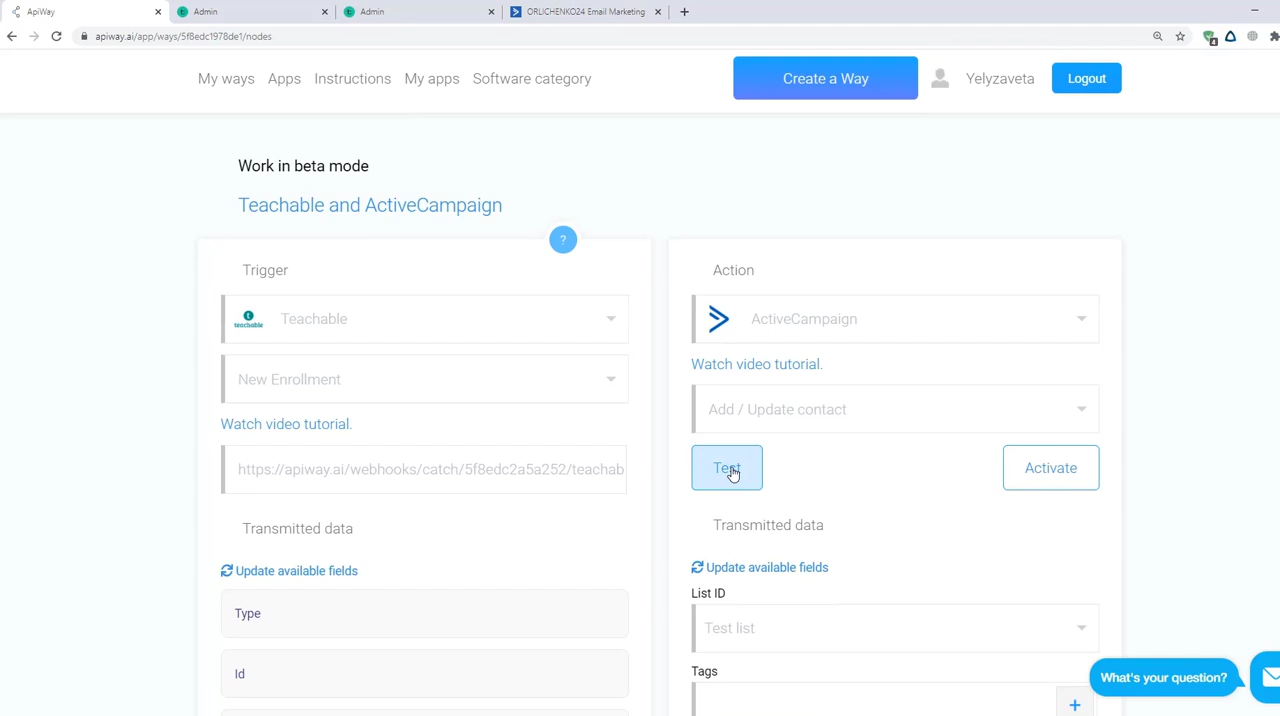 ApiWay
Admin
Admin
ORLICHENKO24 Email Marketing
apiway.ai/app/ways/5f8edc1978de1/nodes
4
My ways
Apps
Instructions
My apps
Software category
Create a Way
Yelyzaveta
Logout
Work in beta mode
Teachable and ActiveCampaign
?
Trigger
teachable
Teachable
New Enrollment
Watch video tutorial.
https://apiway.ai/webhooks/catch/5f8edc2a5a252/teachab
Transmitted data
Update available fields
Type
Id
Action
ActiveCampaign
Watch video tutorial.
Add / Update contact
Test
Activate
Transmitted data
Update available fields
List ID
Test list
Tags
+
What's your question?